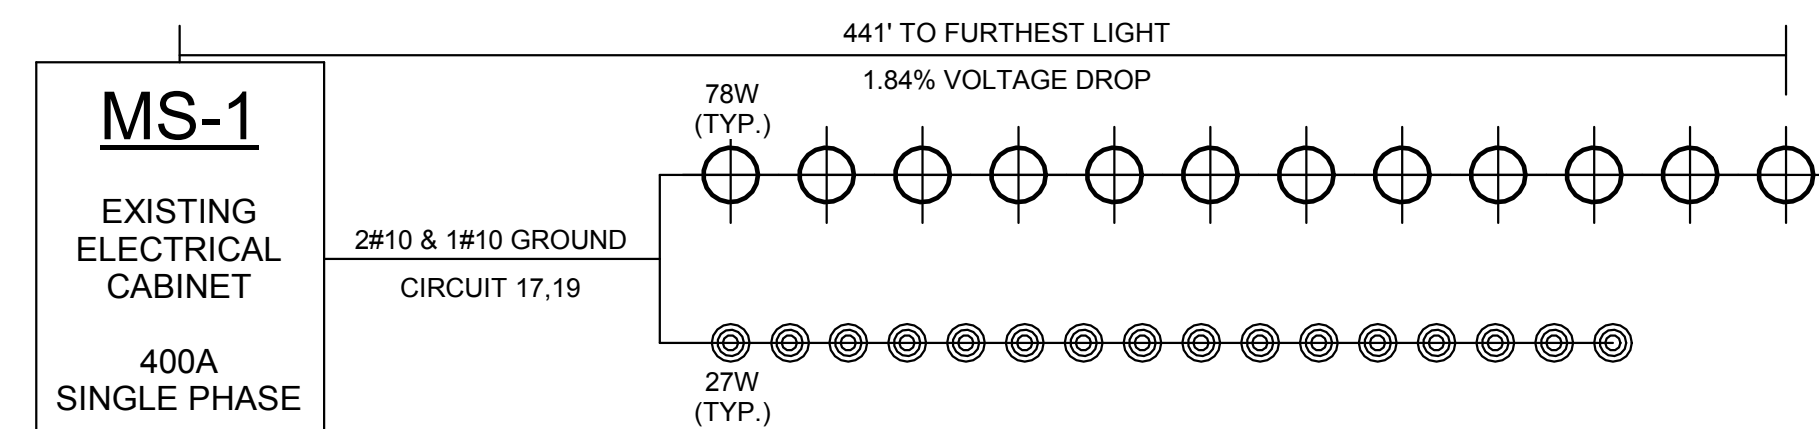 441' TO FURTHEST LIGHT
1.84% VOLTAGE DROP
MS-1
EXISTING
ELECTRICAL
CABINET
400A
SINGLE PHASE
2#10 & 1#10 GROUND
CIRCUIT 17,19
78W
(TYP.)
27W
(TYP.)